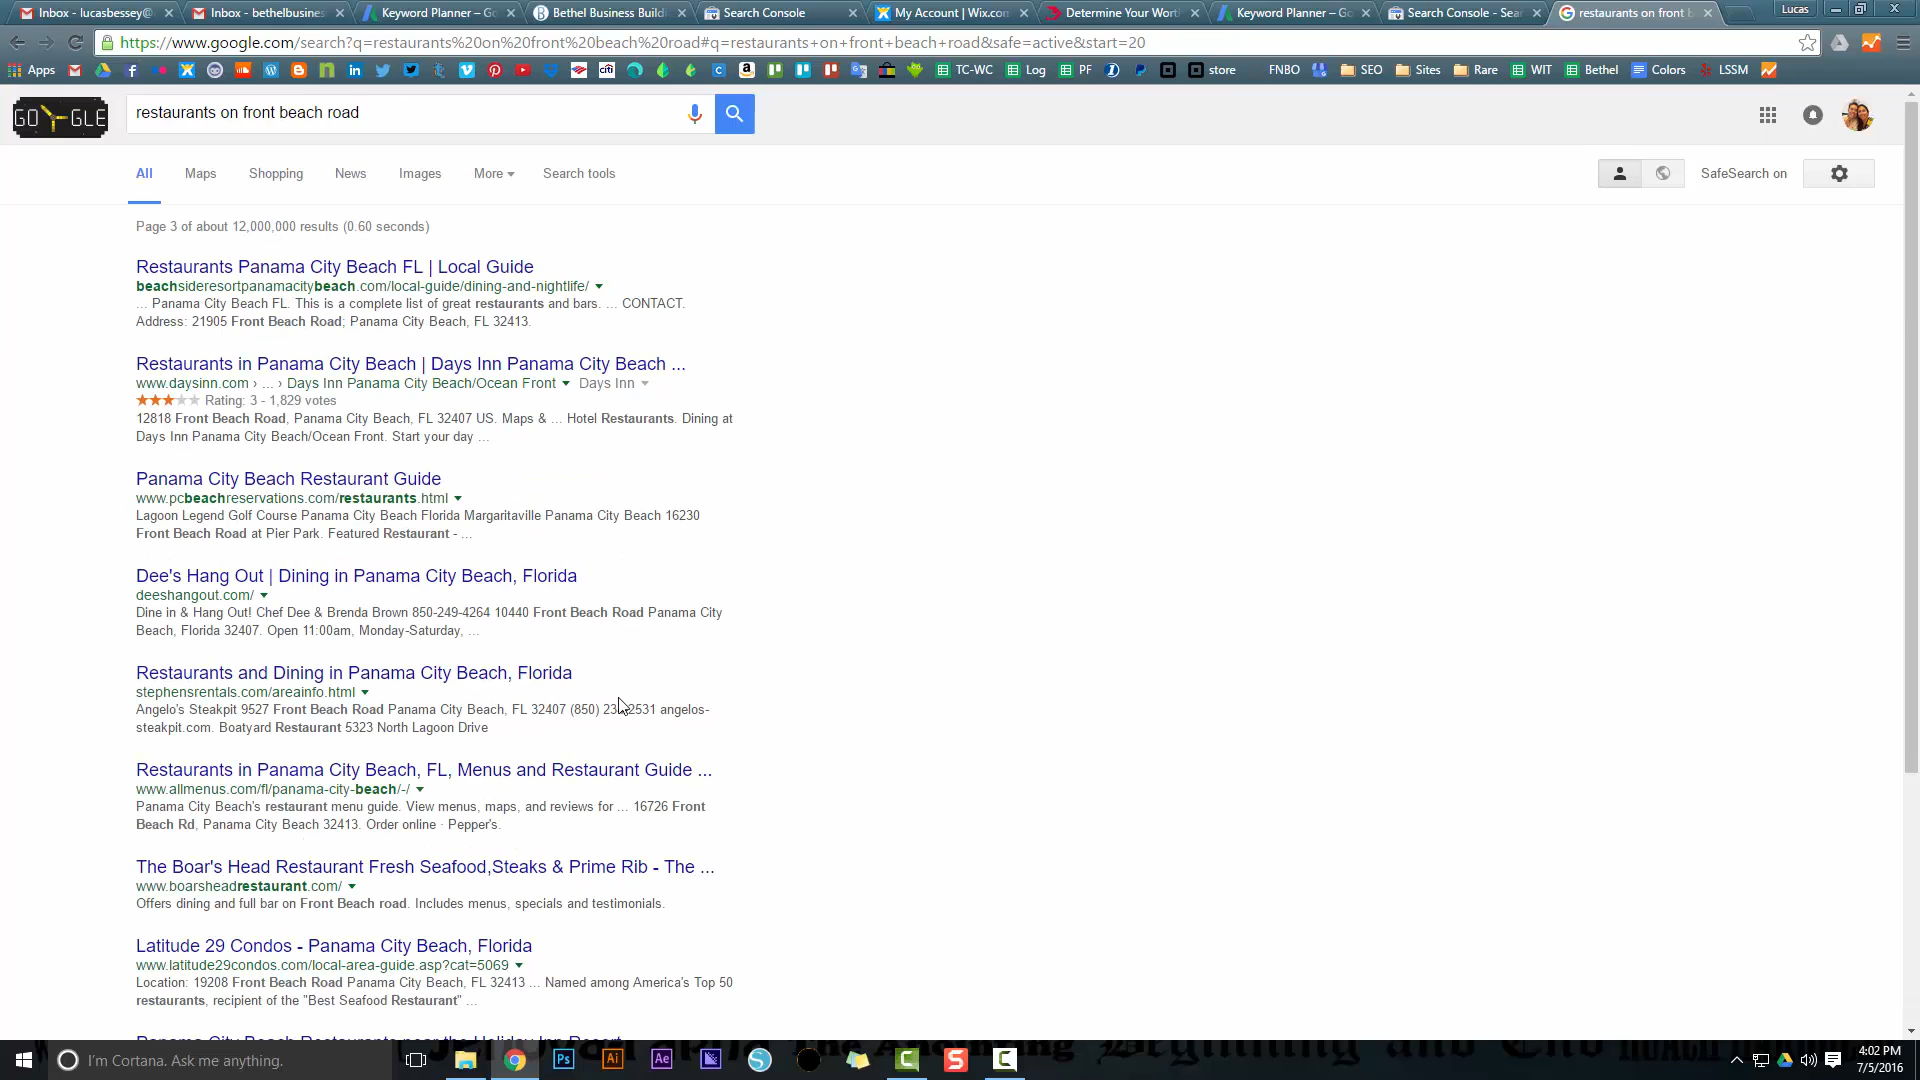 Inbox - lucasbessey@
Inbox - bethelbusines
Keyword Planner – Go
Bethel Business Build
Search Console
My Account | Wix.com
Determine Your Wort
Keyword Planner – Go
Search Console - Sea
restaurants on front b
Lucas
https://www.google.com/search?q=restaurants%20on%20front%20beach%20road#q=restaurants+on+front+beach+road&safe=active&start=20
Apps
TC-WC
Log
PF
store
FNBO
SEO
Sites
Rare
WIT
Bethel
Colors
LSSM
restaurants on front beach road
All
Maps
Shopping
News
Images
More
Search tools
SafeSearch on
Page 3 of about 12,000,000 results (0.60 seconds)
Restaurants Panama City Beach FL | Local Guide
beachsideresortpanamacitybeach.com/local-guide/dining-and-nightlife/
... Panama City Beach FL. This is a complete list of great restaurants and bars. ... CONTACT.
Address: 21905 Front Beach Road; Panama City Beach, FL 32413.
Restaurants in Panama City Beach | Days Inn Panama City Beach ...
www.daysinn.com › ... › Days Inn Panama City Beach/Ocean Front Days Inn
Rating: 3 - 1,829 votes
12818 Front Beach Road, Panama City Beach, FL 32407 US. Maps & ... Hotel Restaurants. Dining at
Days Inn Panama City Beach/Ocean Front. Start your day ...
Panama City Beach Restaurant Guide
www.pcbeachreservations.com/restaurants.html
Lagoon Legend Golf Course Panama City Beach Florida Margaritaville Panama City Beach 16230
Front Beach Road at Pier Park. Featured Restaurant - ...
Dee's Hang Out | Dining in Panama City Beach, Florida
deeshangout.com/
Dine in & Hang Out! Chef Dee & Brenda Brown 850-249-4264 10440 Front Beach Road Panama City
Beach, Florida 32407. Open 11:00am, Monday-Saturday, ...
Restaurants and Dining in Panama City Beach, Florida
stephensrentals.com/areainfo.html
Angelo's Steakpit 9527 Front Beach Road Panama City Beach, FL 32407 (850) 2531 angelos-
steakpit.com. Boatyard Restaurant 5323 North Lagoon Drive
Restaurants in Panama City Beach, FL, Menus and Restaurant Guide ...
www.allmenus.com/fl/panama-city-beach/-/
Panama City Beach's restaurant menu guide. View menus, maps, and reviews for ... 16726 Front
Beach Rd, Panama City Beach 32413. Order online · Pepper's.
The Boar's Head Restaurant Fresh Seafood,Steaks & Prime Rib - The ...
www.boarsheadrestaurant.com/
Offers dining and full bar on Front Beach road. Includes menus, specials and testimonials.
Latitude 29 Condos - Panama City Beach, Florida
www.latitude29condos.com/local-area-guide.asp?cat=5069
Location: 19208 Front Beach Road Panama City Beach, FL 32413 ... Named among America's Top 50
restaurants, recipient of the "Best Seafood Restaurant" ...
Panama City Beach Restaurants near the Holiday Inn Resort
I'm Cortana. Ask me anything.
4:02 PM
7/5/2016